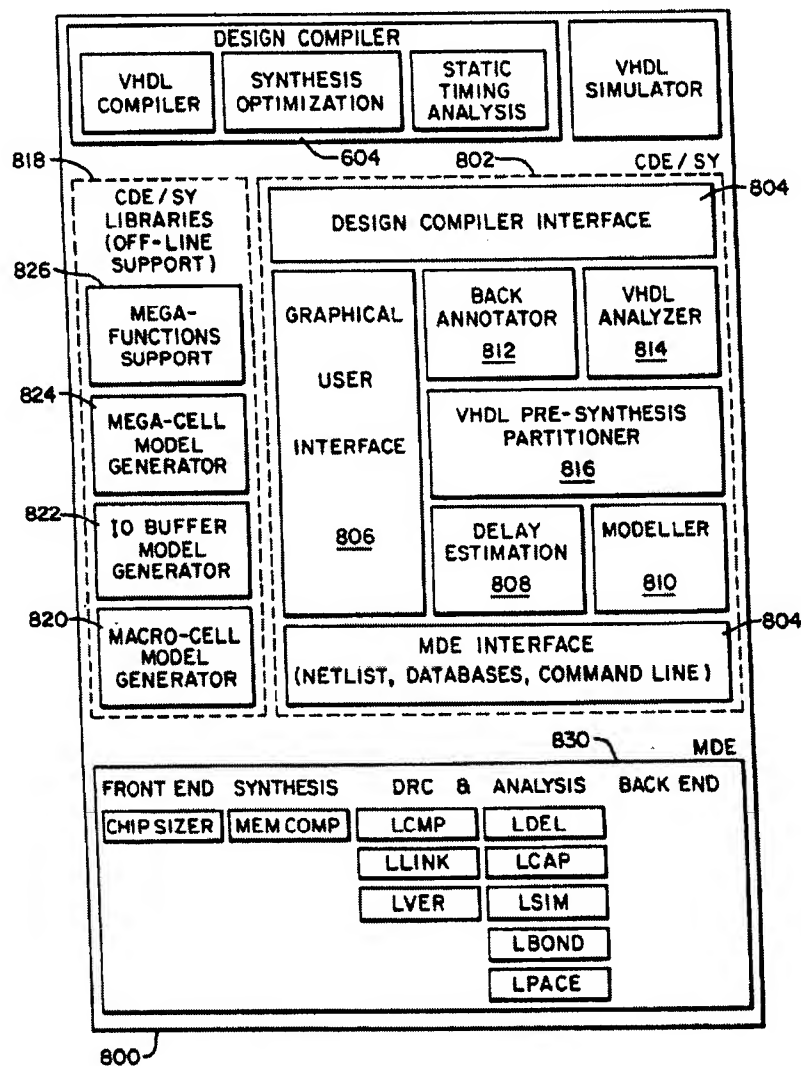 DESIGN COMPILER
VHDL
COMPILER
SYNTHESIS
OPTIMIZATION
STATIC
TIMING
ANALYSIS
VHDL
SIMULATOR
604
818
802
CDE/SY
CDE/SY
LIBRARIES
(OFF-LINE
SUPPORT)
DESIGN COMPILER INTERFACE
804
826
MEGA-
FUNCTIONS
SUPPORT
GRAPHICAL
USER
INTERFACE
806
BACK
ANNOTATOR
812
VHDL
ANALYZER
814
824
MEGA-CELL
MODEL
GENERATOR
VHDL PRE-SYNTHESIS
PARTITIONER
816
822
IO BUFFER
MODEL
GENERATOR
DELAY
ESTIMATION
808
MODELLER
810
820
MACRO-CELL
MODEL
GENERATOR
MDE INTERFACE
(NETLIST, DATABASES, COMMAND LINE)
804
830
MDE
FRONT END SYNTHESIS DRC & ANALYSIS BACK END
CHIP SIZER MEM COMP LCMP LDEL
LLINK LCAP
LVER LSIM
LBOND
LPACE
800